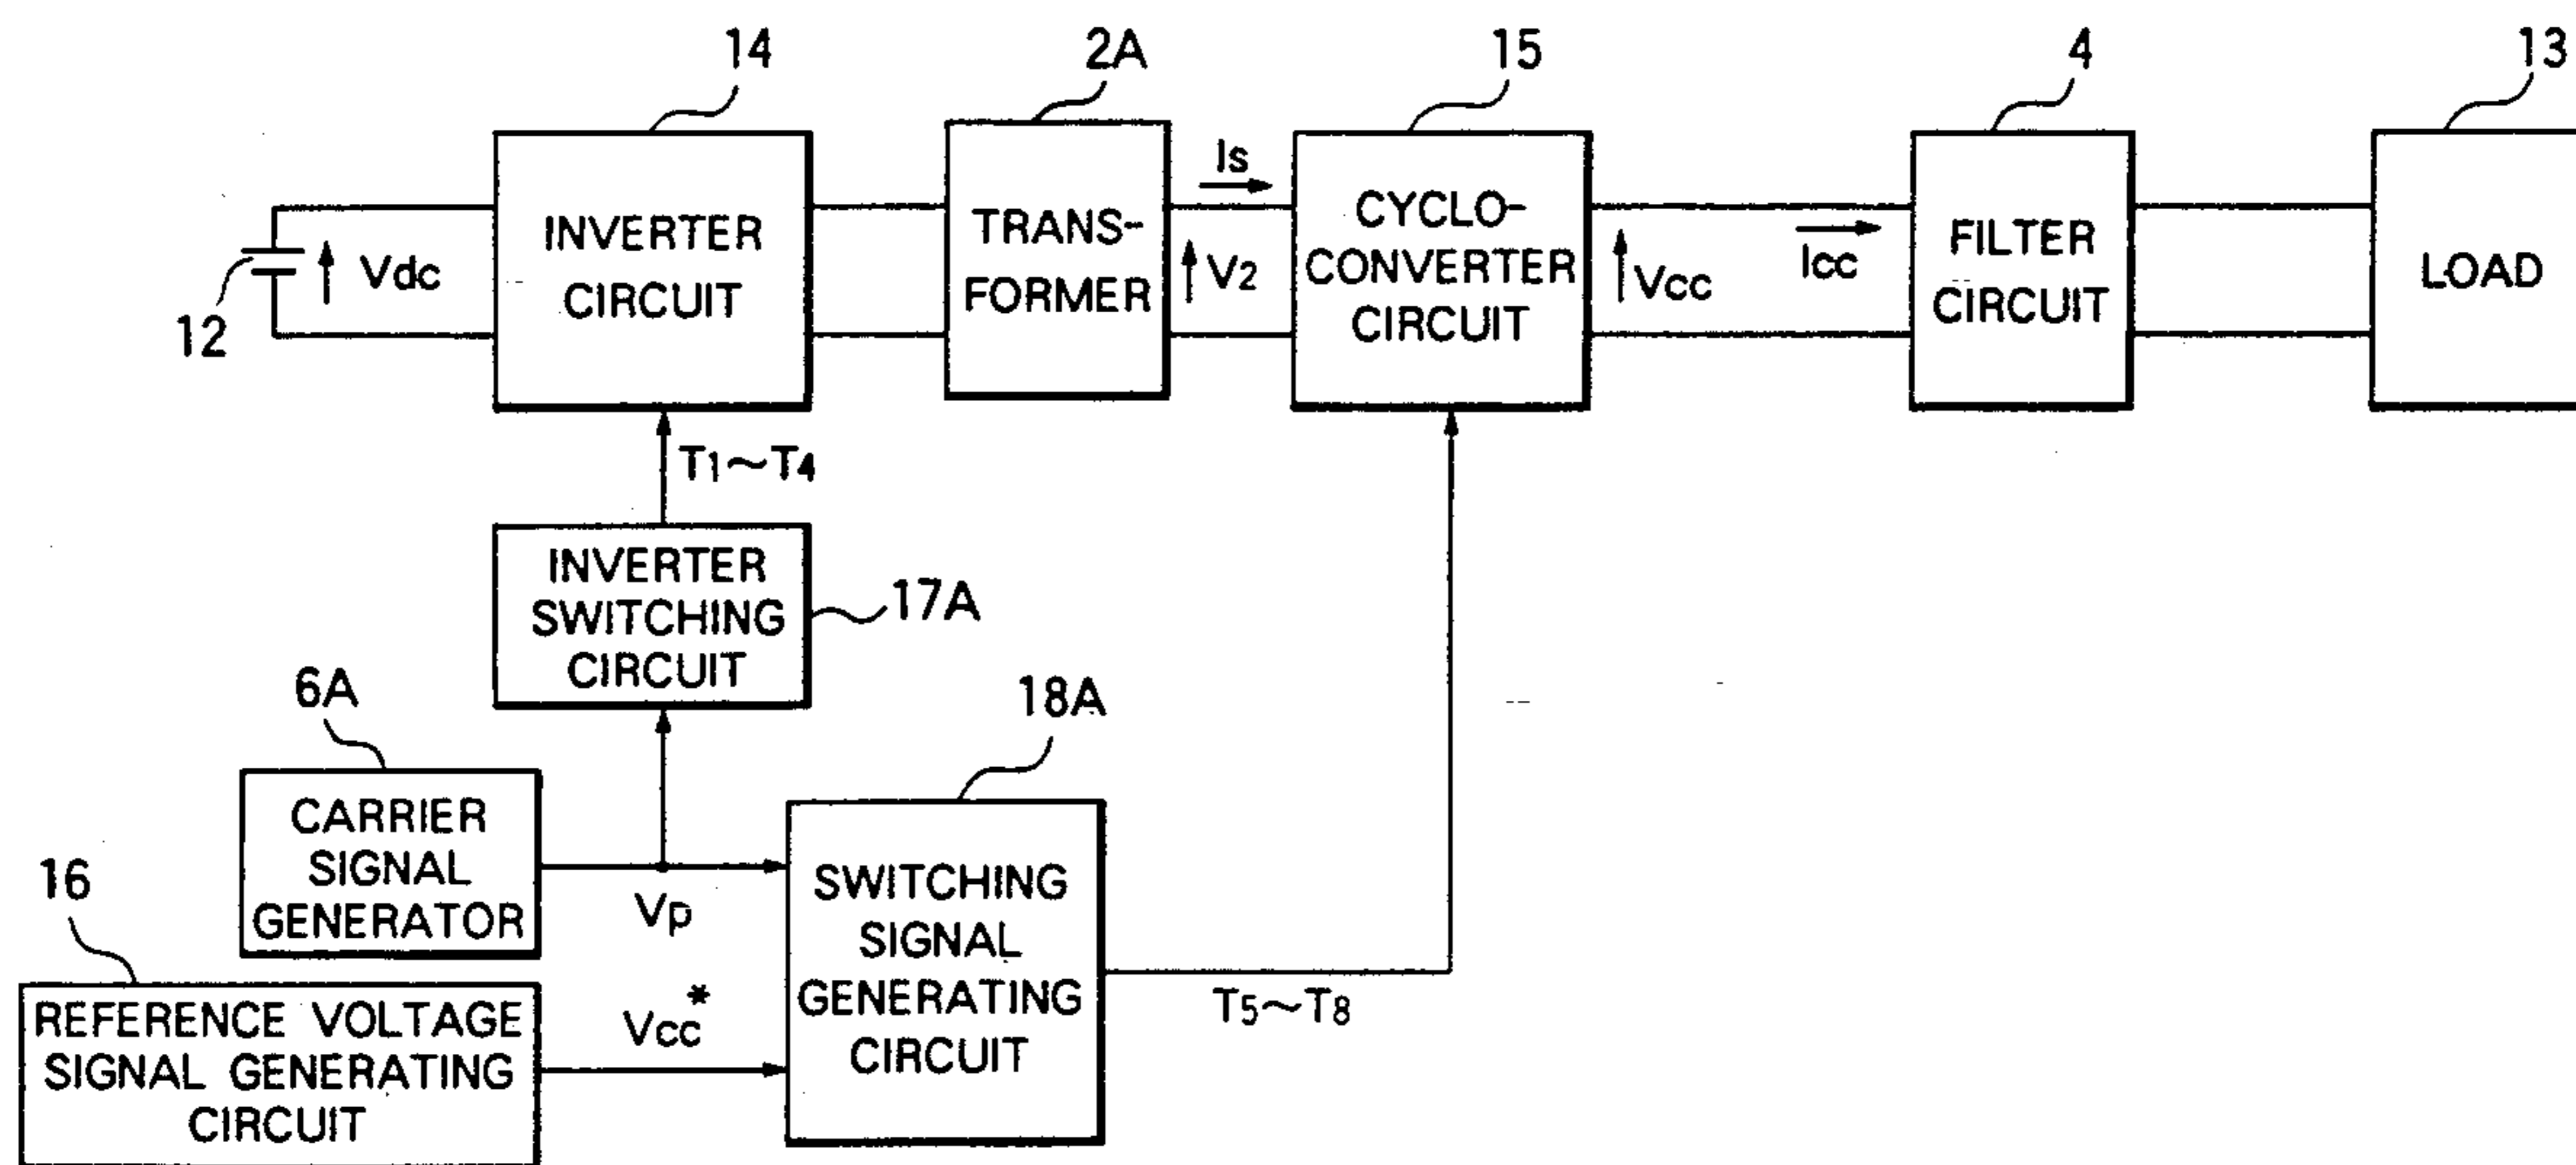 14
2A
15
4
13
Is
INVERTER
CIRCUIT
TRANS-
FORMER
CYCLO-
CONVERTER
CIRCUIT
FILTER
CIRCUIT
LOAD
Vdc
V2
Vcc
Icc
12
T1~T4
INVERTER
SWITCHING
CIRCUIT
17A
6A
18A
CARRIER
SIGNAL
GENERATOR
16
Vp
SWITCHING
SIGNAL
GENERATING
CIRCUIT
REFERENCE VOLTAGE
SIGNAL GENERATING
CIRCUIT
Vcc*
T5~T8